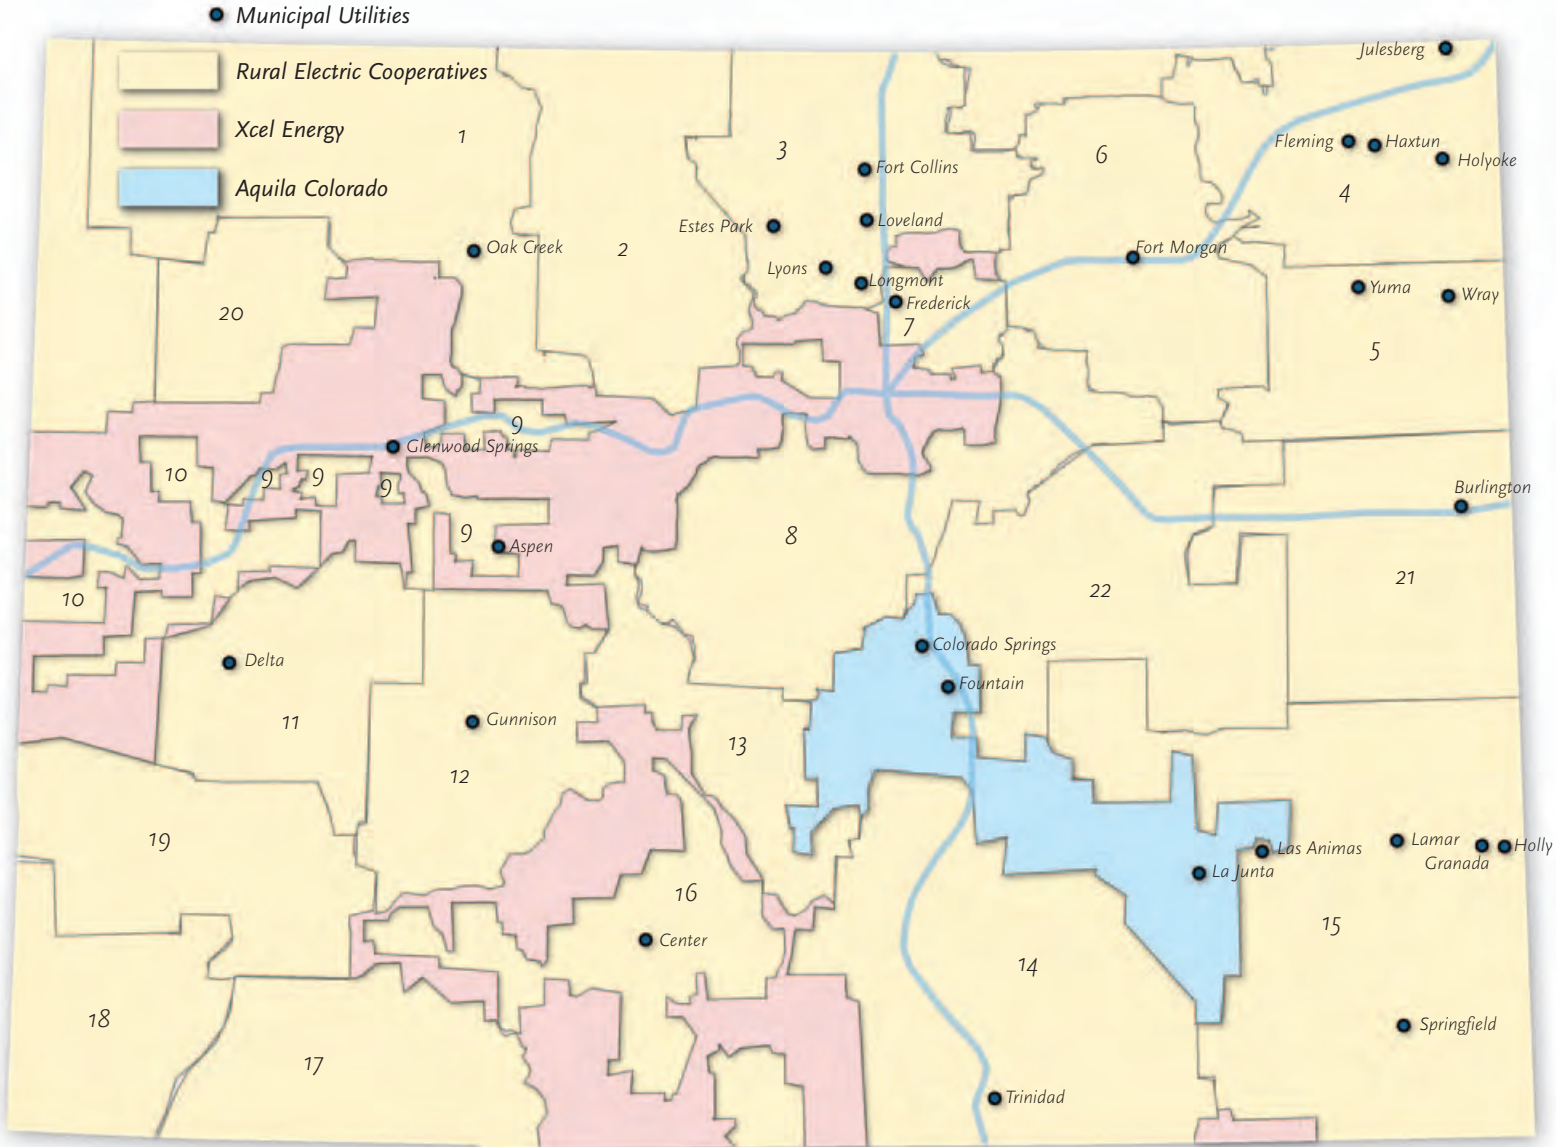 Municipal Utilities
Rural Electric Cooperatives
Xcel Energy
Aquila Colorado
Julesberg
1
3
6
Fleming
Haxtun
Holyoke
Fort Collins
4
Estes Park
Loveland
Oak Creek
2
Fort Morgan
Lyons
Longmont
Yuma
Wray
Frederick
20
7
5
9
Glenwood Springs
10
9
9
9
Burlington
9
Aspen
8
21
22
10
Colorado Springs
Delta
Fountain
11
Gunnison
13
12
19
Lamar
Holly
Las Animas
Granada
La Junta
16
15
Center
14
18
Springfield
17
Trinidad